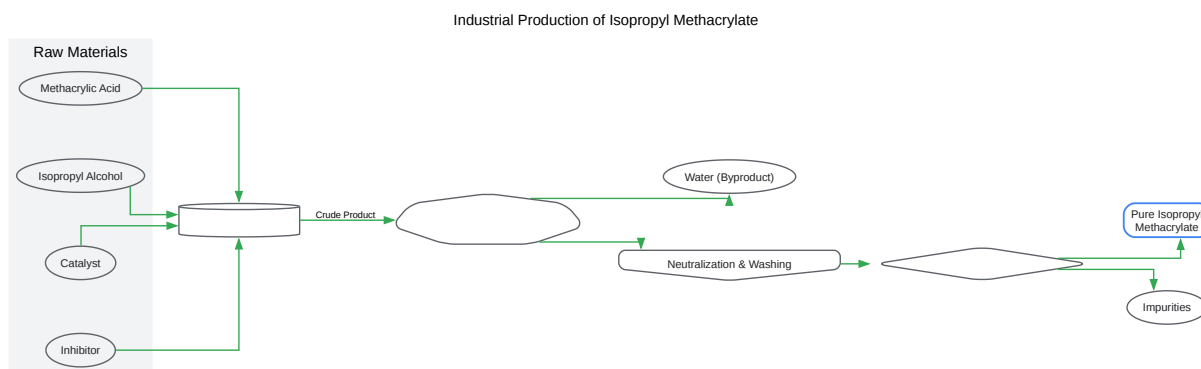 Industrial Production of Isopropyl Methacrylate
Raw Materials
Methacrylic Acid
Isopropyl Alcohol
Catalyst
Inhibitor
Crude Product
Water (Byproduct)
Neutralization & Washing
Pure Isopropyl
Methacrylate
Impurities